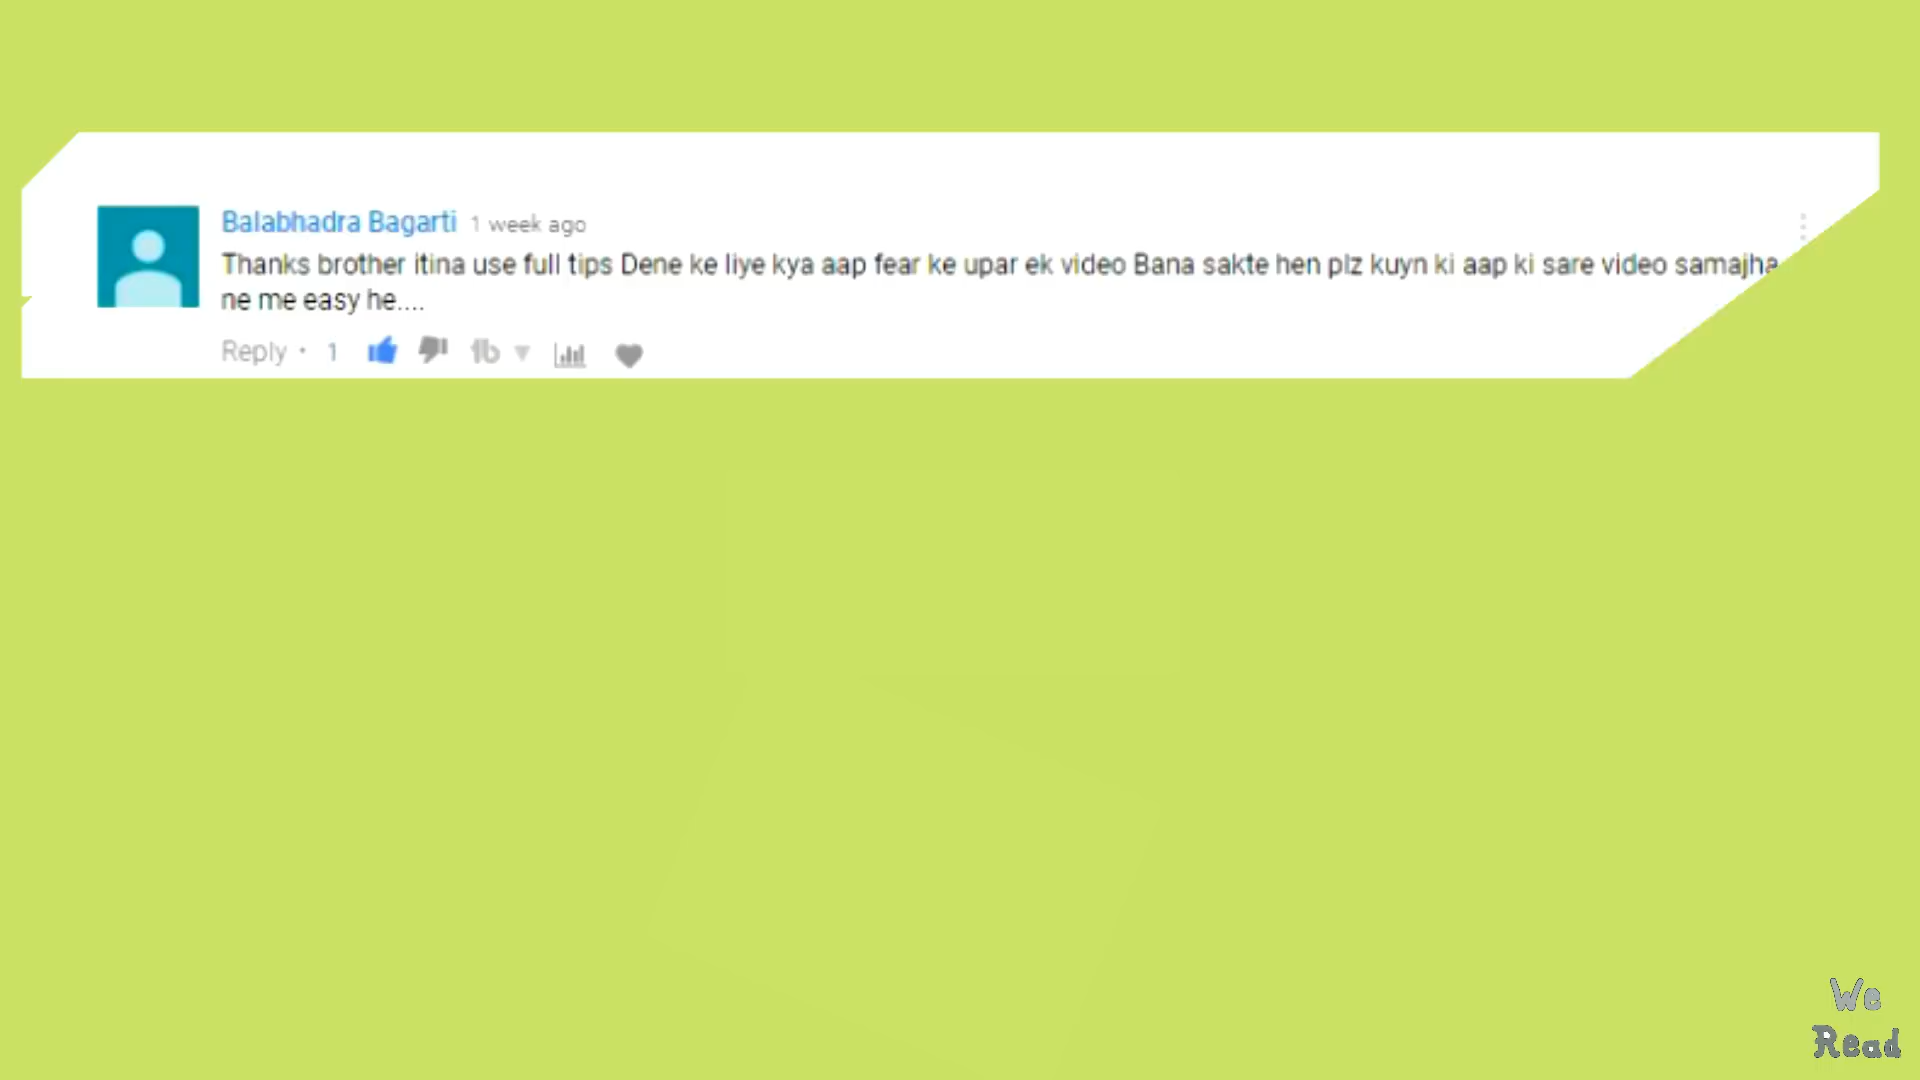 Balabhadra Bagarti 1 week ago
Thanks brother itina use full tips Dene ke liye kya aap fear ke upar ek video Bana sakte hen plz kuyn ki aap ki sare video samajha
ne me easy he....
Reply • 1
We
Read